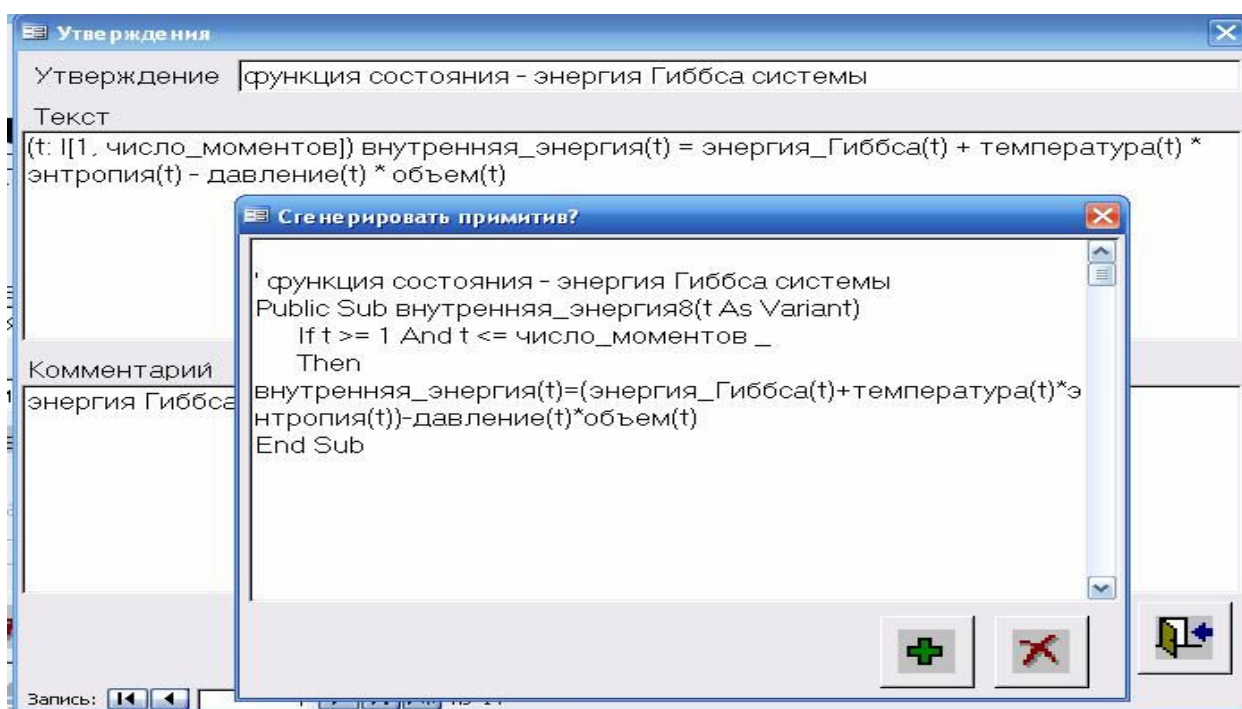 Утверждения
Утверждение функция состояния - энергия Гиббса системы
Текст
(t: I[1, число_моментов]) внутренняя_энергия(t) = энергия_Гиббса(t) + температура(t) *
энтропия(t) - давление(t) * объем(t)
Сгенерировать примитив?
' функция состояния - энергия Гиббса системы
Public Sub внутренняя_энергия8(t As Variant)
If t >= 1 And t <= число_моментов _
Then
внутренняя_энергия(t)=(энергия_Гиббса(t)+температура(t)*э
нтропия(t))-давление(t)*объем(t)
End Sub
Комментарий
энергия Гиббса
Запись: